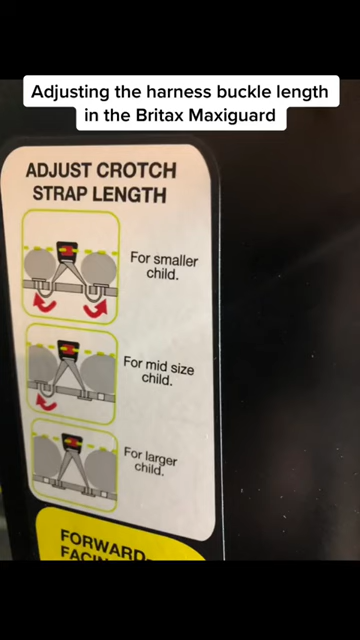 Adjusting the harness buckle length
in the Britax Maxiguard
ADJUST CROTCH
STRAP LENGTH
For smaller
child.
For mid size
child.
For larger
child.
FORWARD-